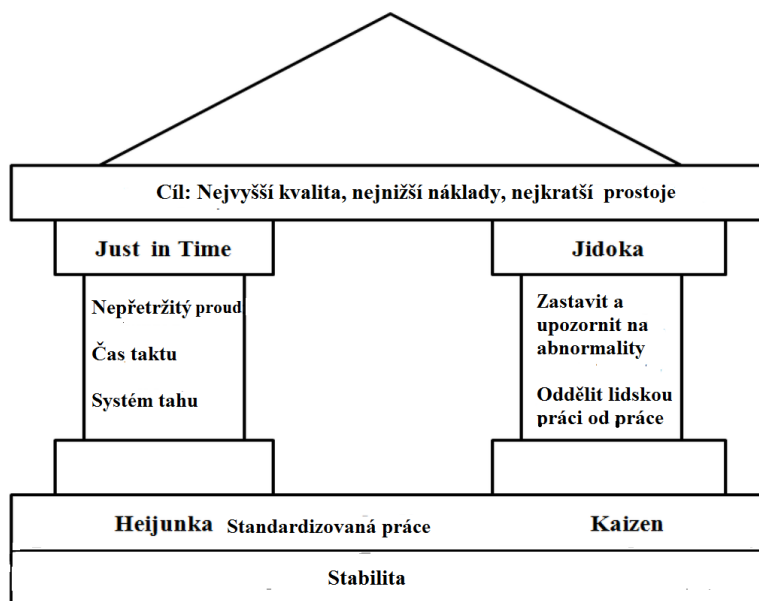 Cíl: Nejvyšší kvalita, nejnižší náklady, nejkratší prostoje
Just in Time
Jidoka
Nepřetržitý proud
Čas taktu
Systém tahu
Zastavit a
upozornit na
abnormality
Oddělit lidskou
práci od práce
Heijunka Standardizovaná práce Kaizen
Stabilita